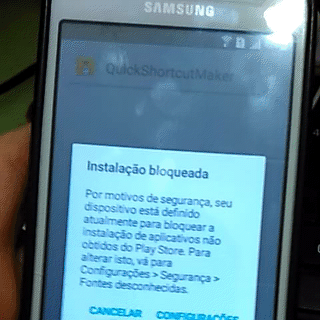 SAMSUNG
QuickShortcutMaker
Instalação bloqueada
Por motivos de segurança, seu
dispositivo está definido
atualmente para bloquear a
instalação de aplicativos não
obtidos do Play Store. Para
alterar isto, vá para
Configurações > Segurança >
Fontes desconhecidas.
CANCELAR CONFIGURAÇÕES